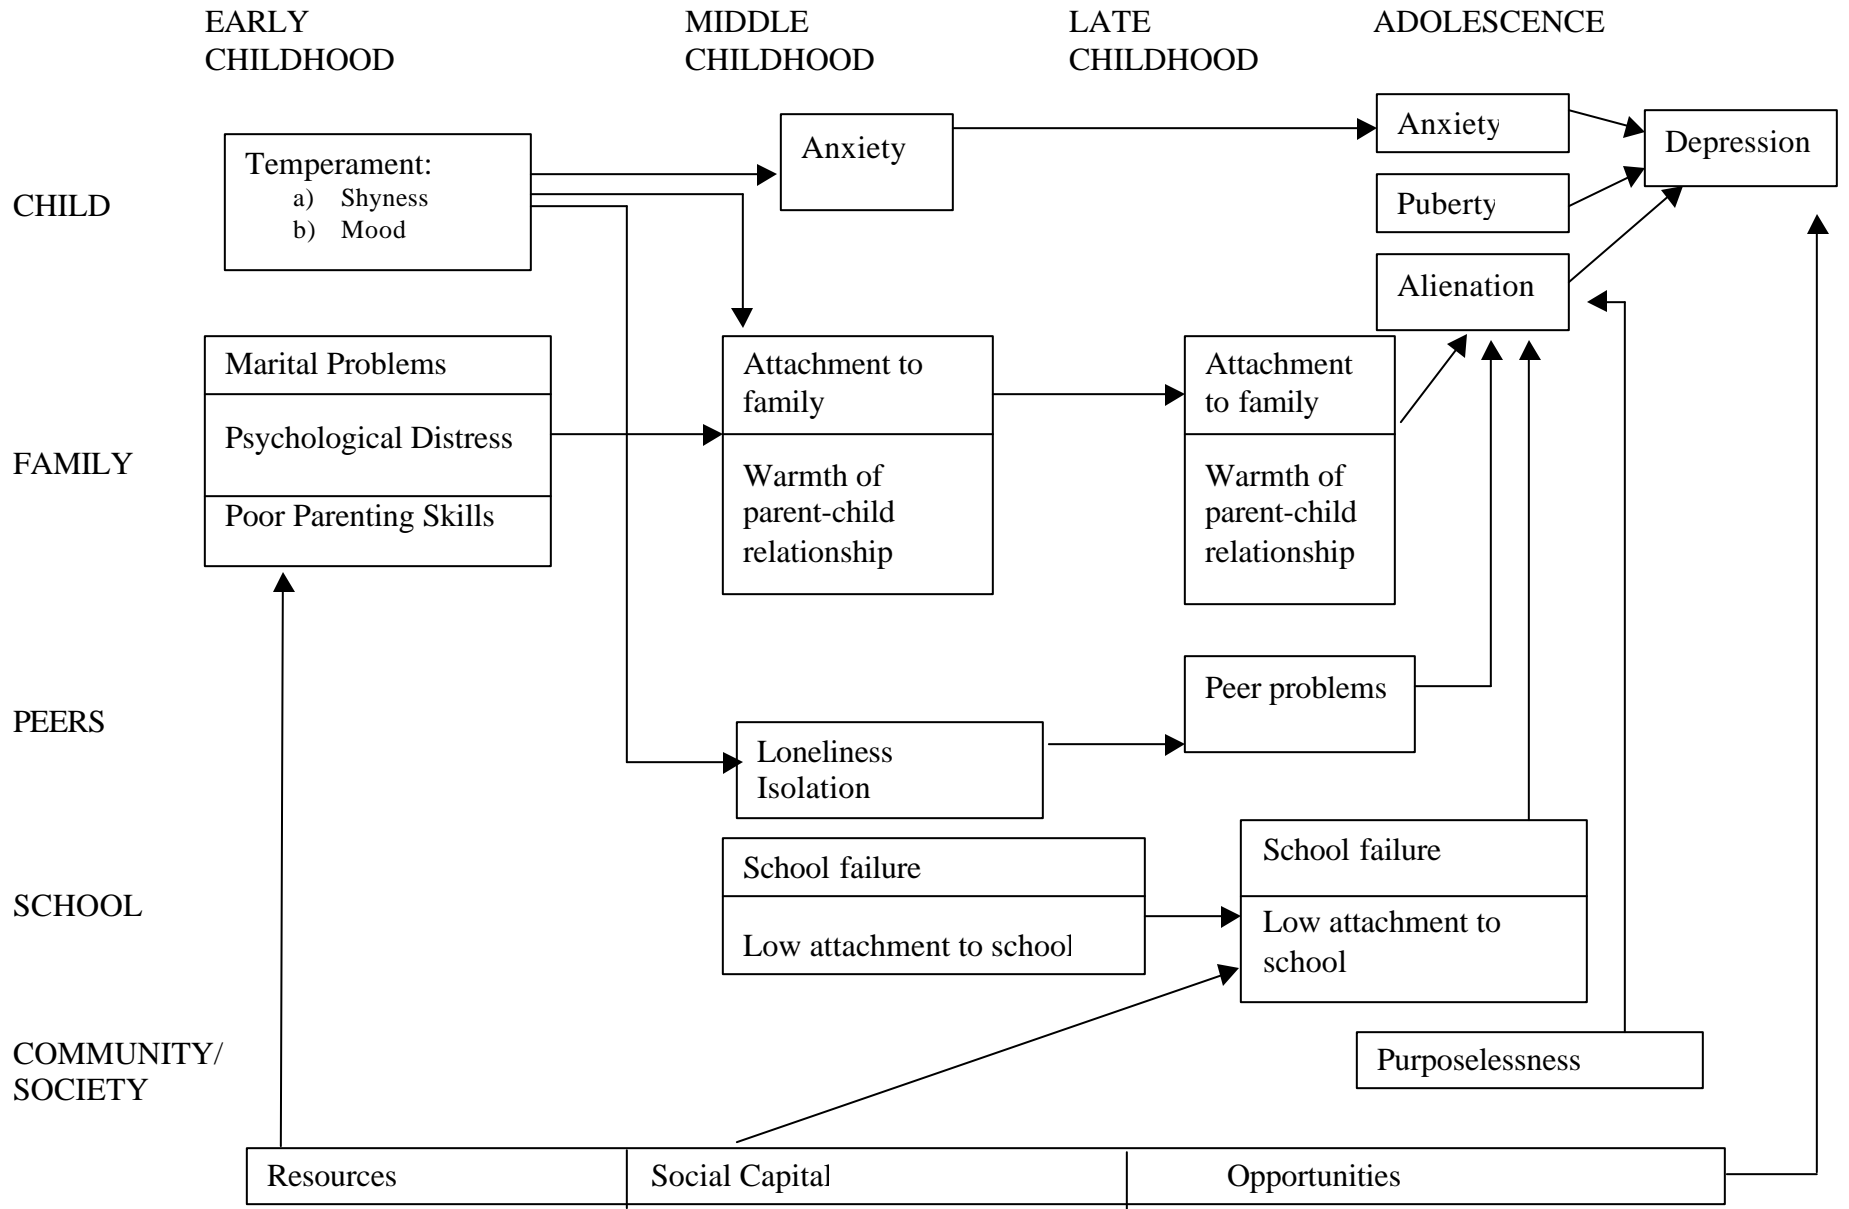 EARLY
CHILDHOOD
MIDDLE
CHILDHOOD
LATE
CHILDHOOD
ADOLESCENCE
CHILD
Temperament:
a) Shyness
b) Mood
Anxiety
Anxiety
Puberty
Alienation
Depression
FAMILY
Marital Problems
Psychological Distress
Poor Parenting Skills
Attachment to
family
Warmth of
parent-child
relationship
Attachment
to family
Warmth of
parent-child
relationship
PEERS
Loneliness
Isolation
Peer problems
SCHOOL
School failure
Low attachment to school
School failure
Low attachment to
school
COMMUNITY/
SOCIETY
Purposelessness
Resources
Social Capital
Opportunities